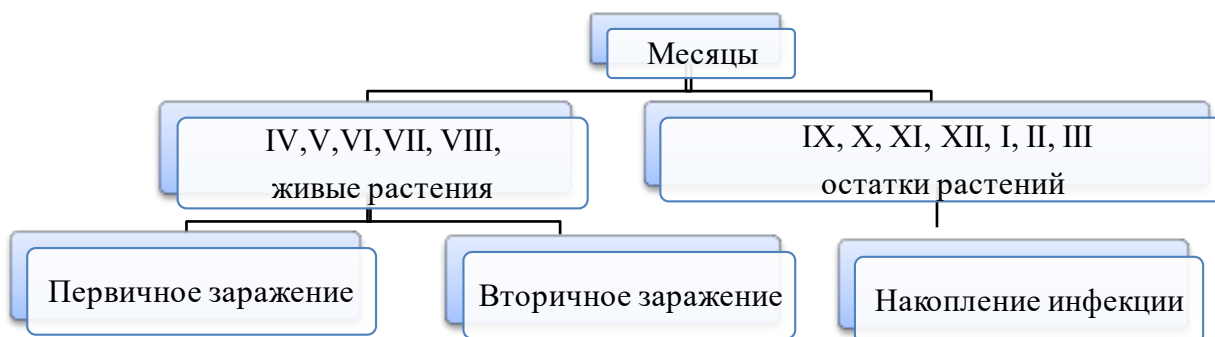 Месяцы
IV,V,VI,VII, VIII,
живые растения
IX, X, XI, XII, I, II, III
остатки растений
Первичное заражение
Вторичное заражение
Накопление инфекции